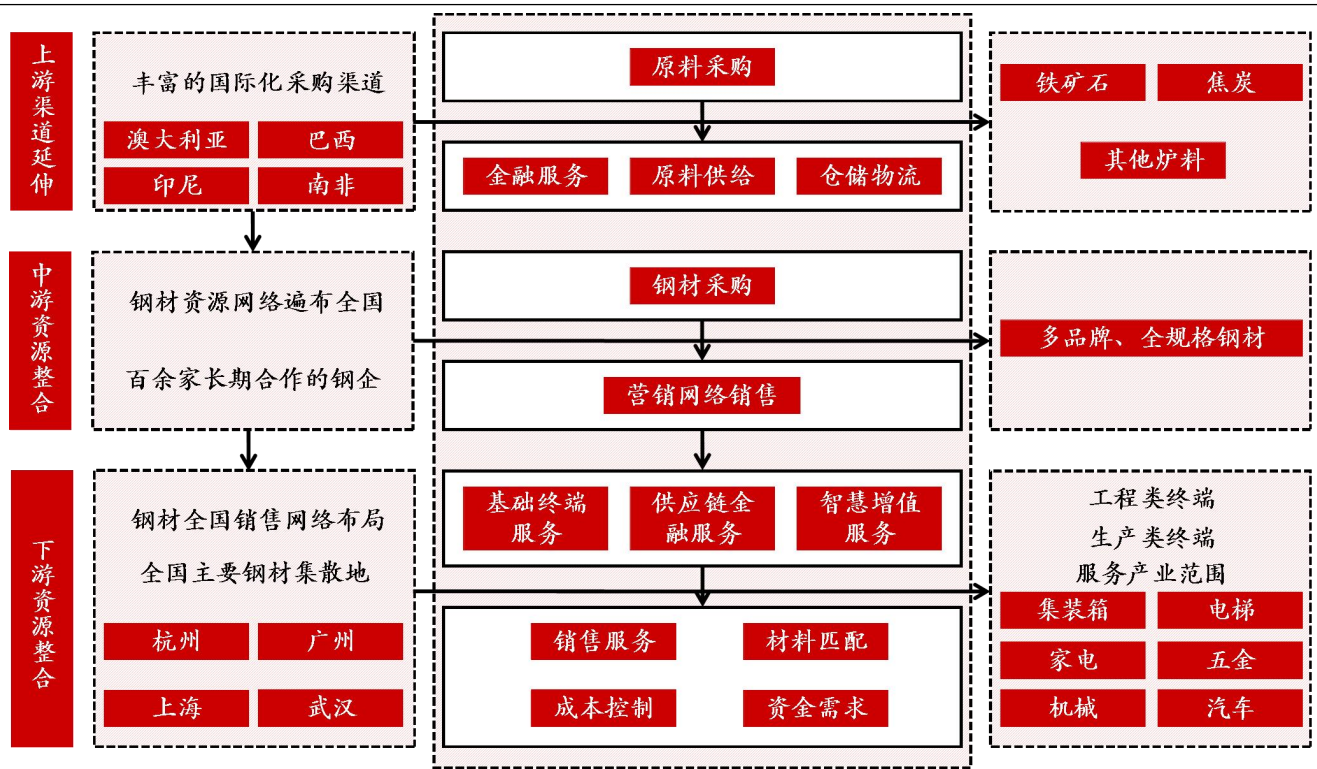 上游渠道延伸
丰富的国际化采购渠道
澳大利亚
巴西
印尼
南非
原料采购
金融服务
原料供给
仓储物流
铁矿石
焦炭
其他炉料
中游资源整合
钢材资源网络遍布全国
百余家长期合作的钢企
钢材采购
营销网络销售
多品牌、全规格钢材
下游资源整合
钢材全国销售网络布局
全国主要钢材集散地
杭州
广州
上海
武汉
基础终端
服务
供应链金
融服务
智慧增值
服务
销售服务
材料匹配
成本控制
资金需求
工程类终端
生产类终端
服务产业范围
集装箱
电梯
家电
五金
机械
汽车